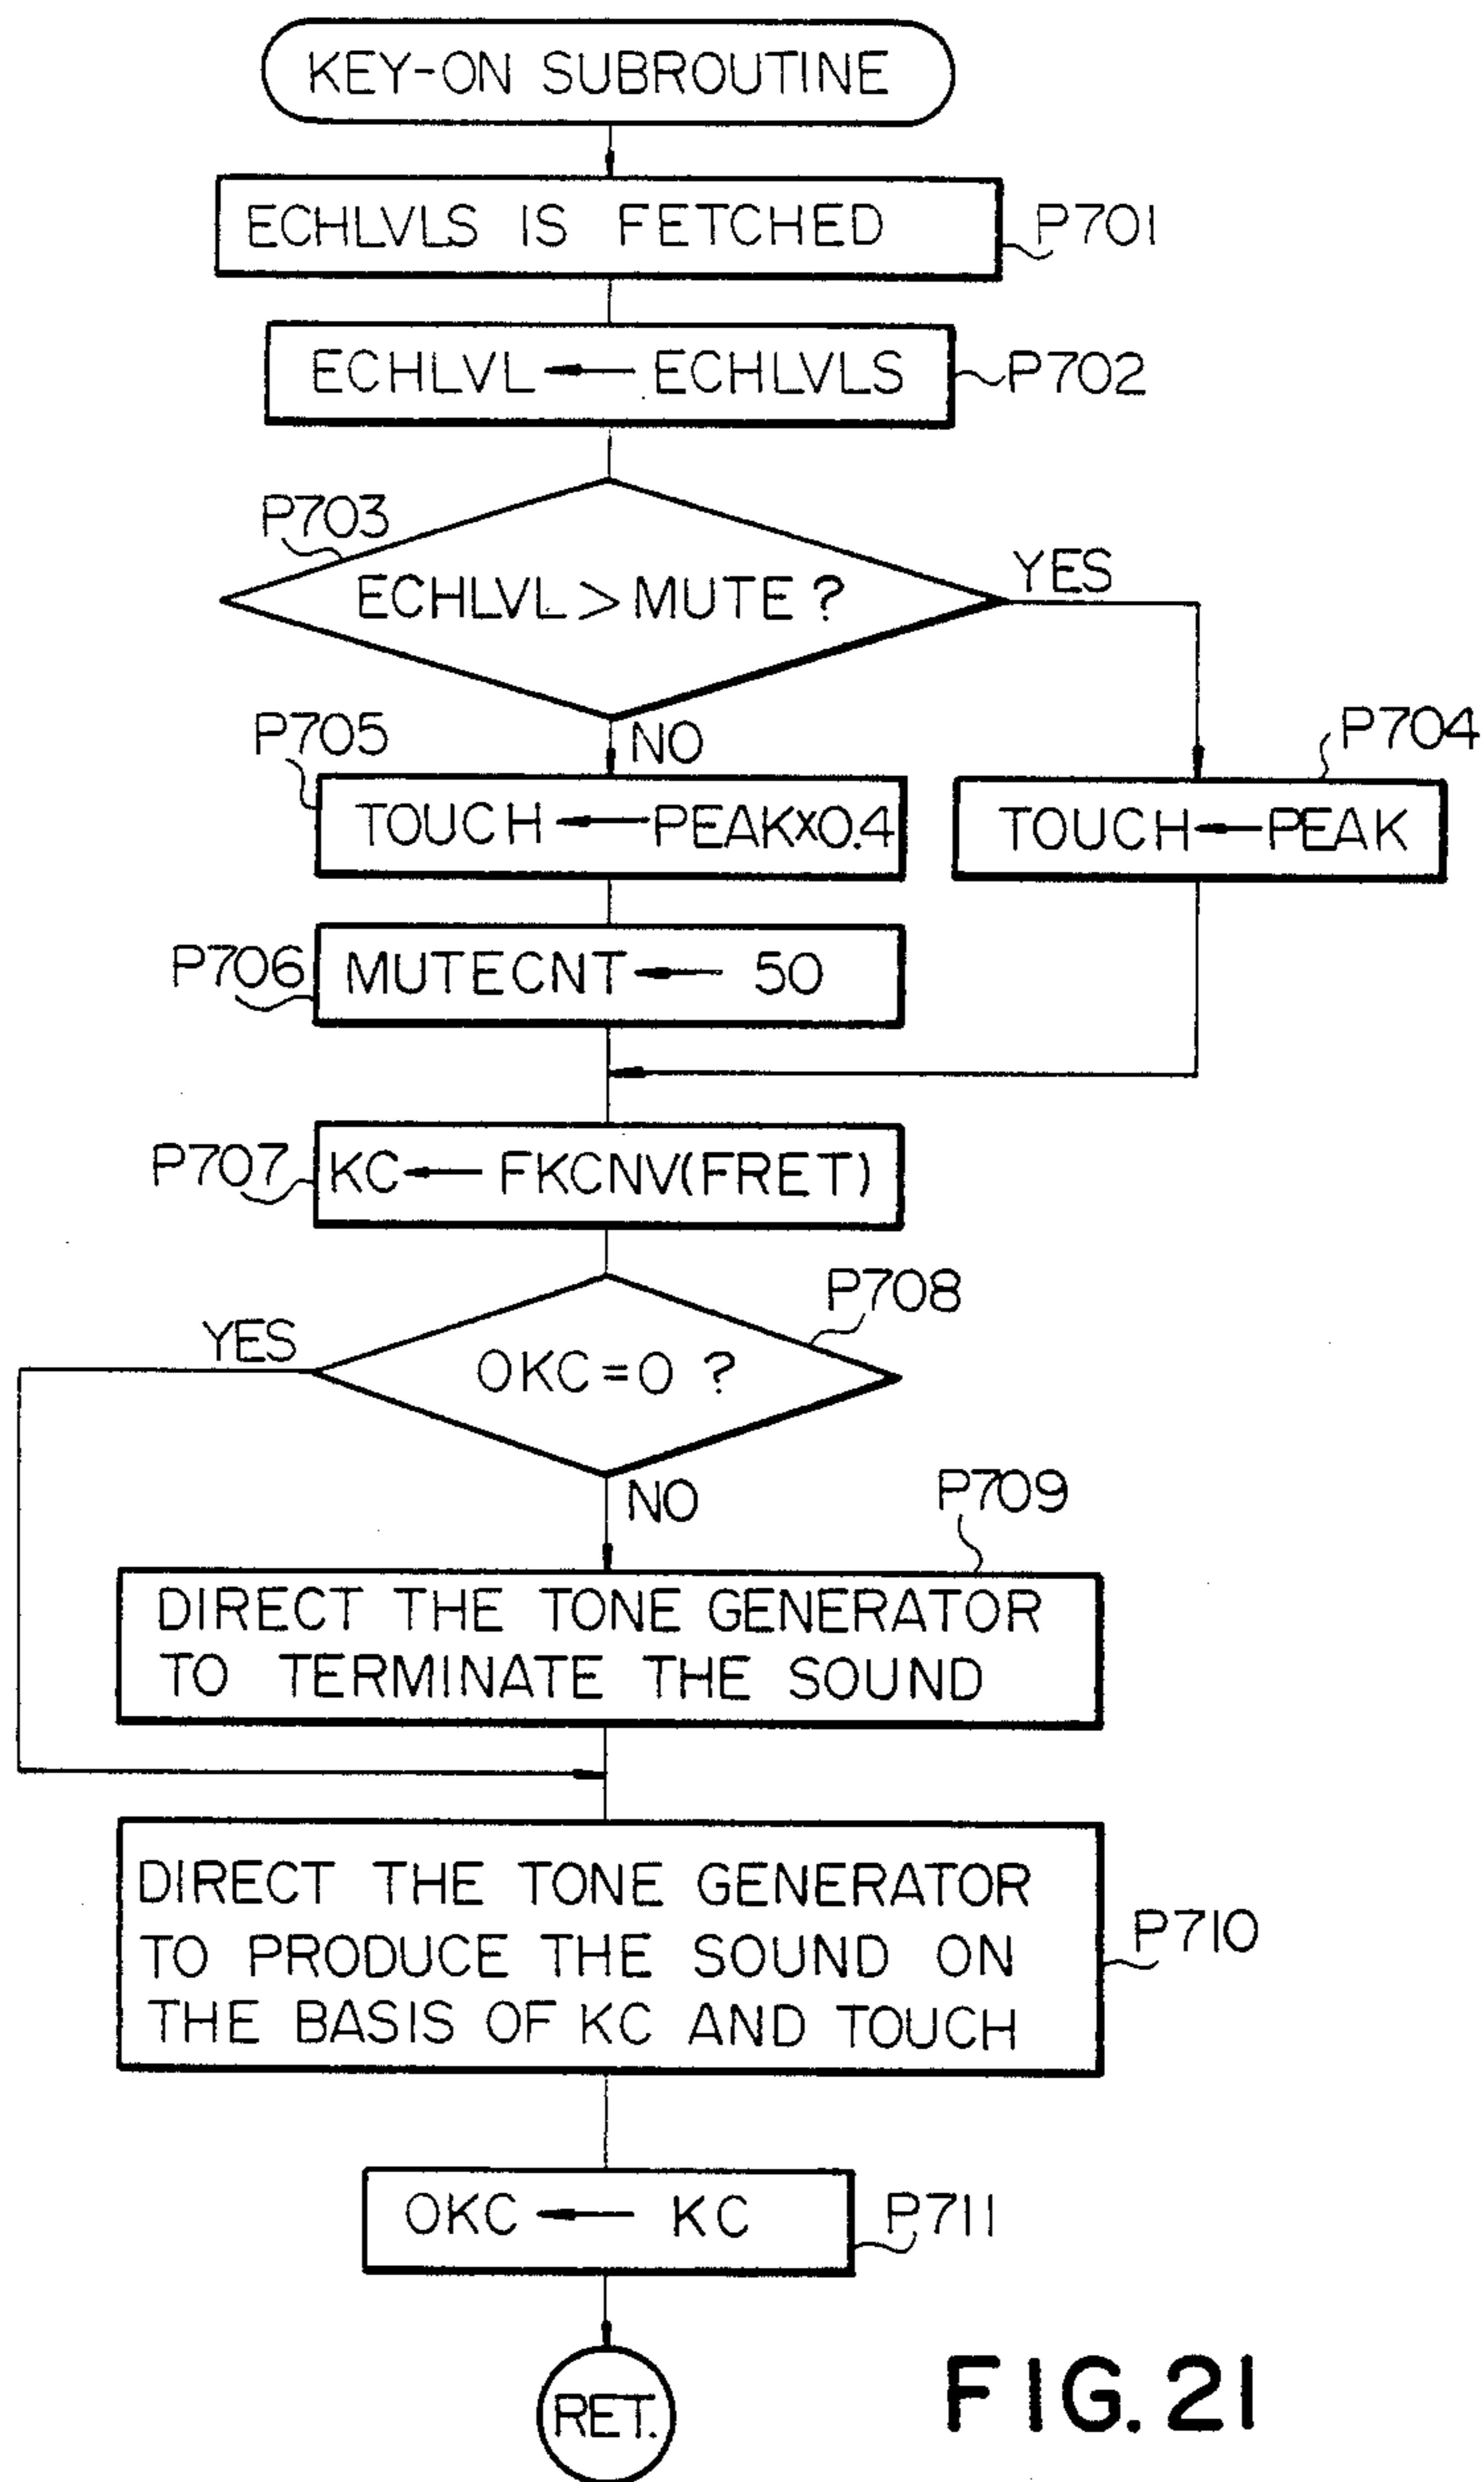 KEY-ON SUBROUTINE
ECHLVLS IS FETCHED
P701
ECHLVL ← ECHLVLS
P702
P703
ECHLVL > MUTE ?
YES
NO
P705
TOUCH ← PEAK×0.4
P704
TOUCH ← PEAK
P706
MUTECNT ← 50
P707
KC ← FKCNV(FRET)
P708
YES
OKC=0 ?
NO
P709
DIRECT THE TONE GENERATOR
TO TERMINATE THE SOUND
DIRECT THE TONE GENERATOR
TO PRODUCE THE SOUND ON
THE BASIS OF KC AND TOUCH
P710
OKC ← KC
P711
RET.
FIG. 21